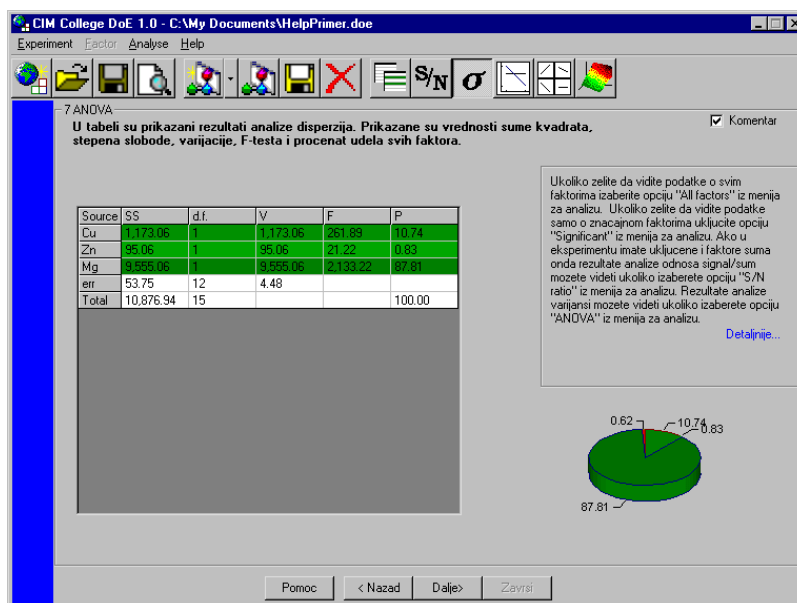 CIM College DoE 1.0 - C:\My Documents\HelpPrimer.doe
Experiment Factor Analyse Help
S/N σ
7 ANOVA
U tabeli su prikazani rezultati analize disperzija. Prikazane su vrednosti sume kvadrata,
stepena slobode, varijacije, F-testa i procenat udela svih faktora.
Komentar
Source SS d.f. V F P
Cu 1,173.06 1 1,173.06 261.89 10.74
Zn 95.06 1 95.06 21.22 0.83
Mg 9,555.06 1 9,555.06 2,133.22 87.81
err 53.75 12 4.48
Total 10,876.94 15 100.00
Ukoliko zelite da vidite podatke o svim
faktorima izaberite opciju "All factors" iz menija
za analizu. Ukoliko zelite da vidite podatke
samo o znacajnom faktorima ukljucite opciju
"Significant" iz menija za analizu. Ako u
eksperimentu imate ukljucene i faktore suma
onda rezultate analize odnosa signal/sum
mozete videti ukoliko izaberete opciju "S/N
ratio" iz menija za analizu. Rezultate analize
varijansi mozete videti ukoliko izaberete opciju
"ANOVA" iz menija za analizu.
Detaljnije...
0.62 10.74
0.83
87.81
Pomoc < Nazad Dalje> Zavrsi